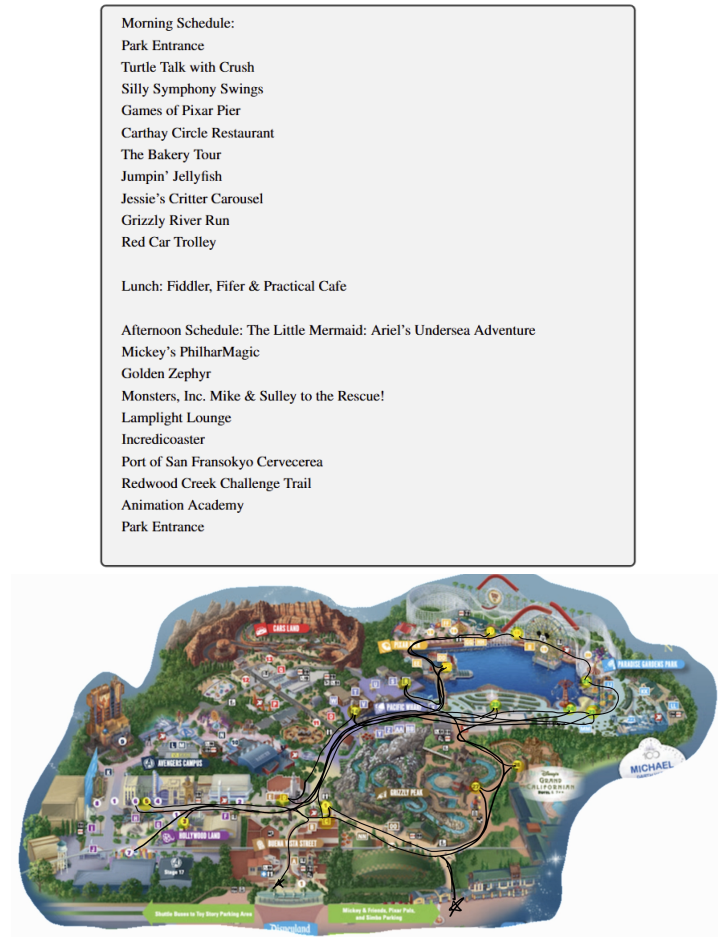 Morning Schedule:
Park Entrance
Turtle Talk with Crush
Silly Symphony Swings
Games of Pixar Pier
Carthay Circle Restaurant
The Bakery Tour
Jumpin’ Jellyfish
Jessie’s Critter Carousel
Grizzly River Run
Red Car Trolley
Lunch: Fiddler, Fifer & Practical Cafe
Afternoon Schedule: The Little Mermaid: Ariel’s Undersea Adventure
Mickey’s PhilharMagic
Golden Zephyr
Monsters, Inc. Mike & Sulley to the Rescue!
Lamplight Lounge
Incredicoaster
Port of San Fransokyo Cervecerea
Redwood Creek Challenge Trail
Animation Academy
Park Entrance
CARS LAND
PARADISE GARDENS PARK
PACIFIC WHARF
AVENGERS CAMPUS
MICHAEL
Disney's
GRAND
CALIFORNIAN
GRIZZLY PEAK
HOLLYWOOD LAND
BUENA VISTA STREET
Stage 17
Shuttle Buses to Toy Story Parking Area
Mickey & Friends, Pixar Pals,
and Simba Parking
Disneyland